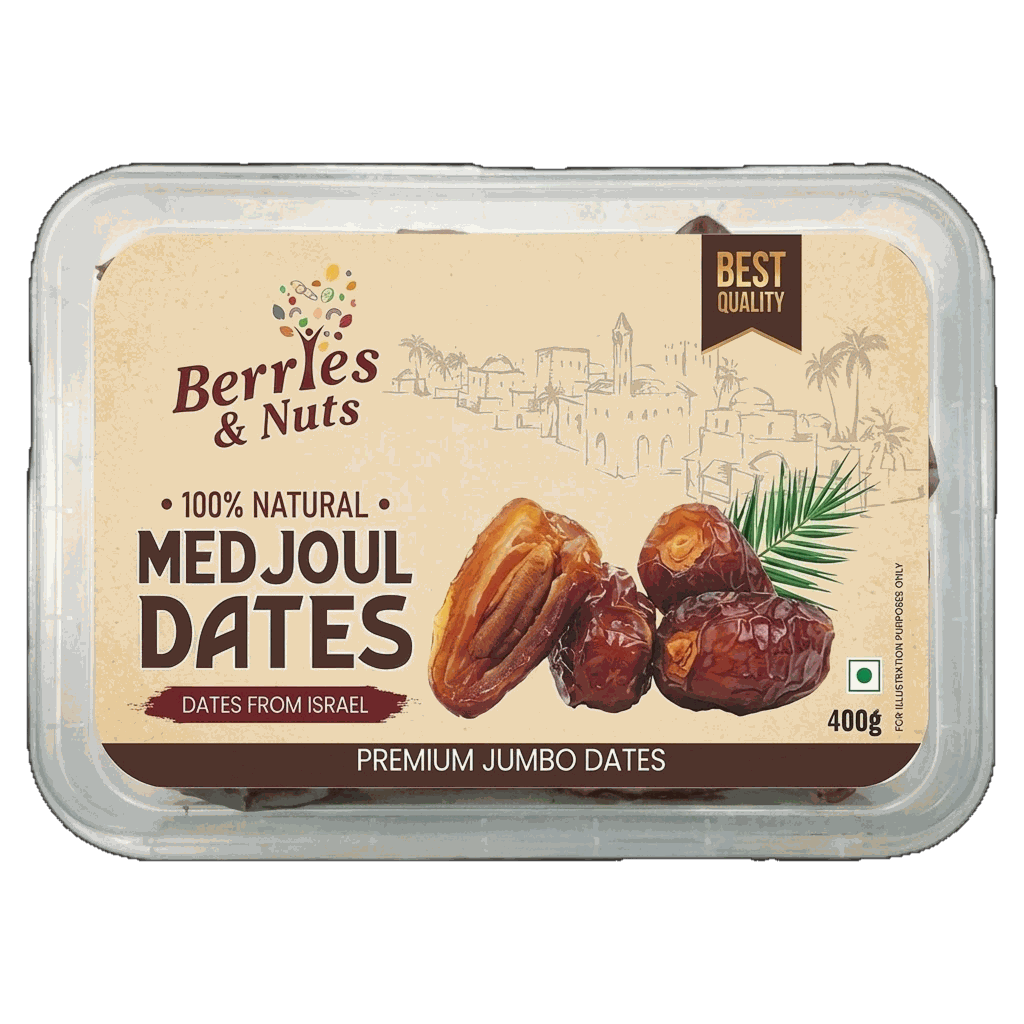 BEST
QUALITY
Berries
& Nuts
• 100% NATURAL •
MEDJOUL
DATES
DATES FROM ISRAEL
400g
FOR ILLUSTRATION PURPOSES ONLY
PREMIUM JUMBO DATES